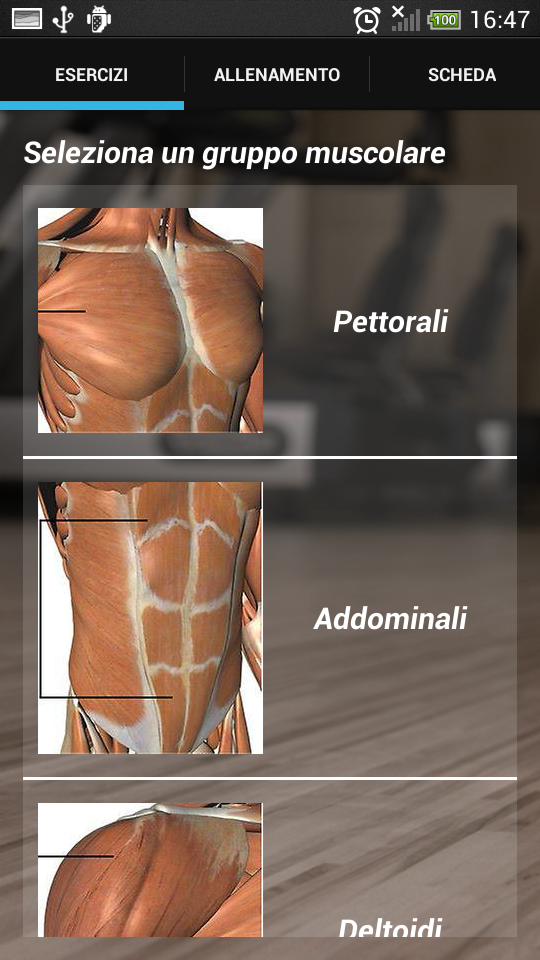 100 16:47
ESERCIZI ALLENAMENTO SCHEDA
Seleziona un gruppo muscolare
Pettorali
Addominali
Deltoidi